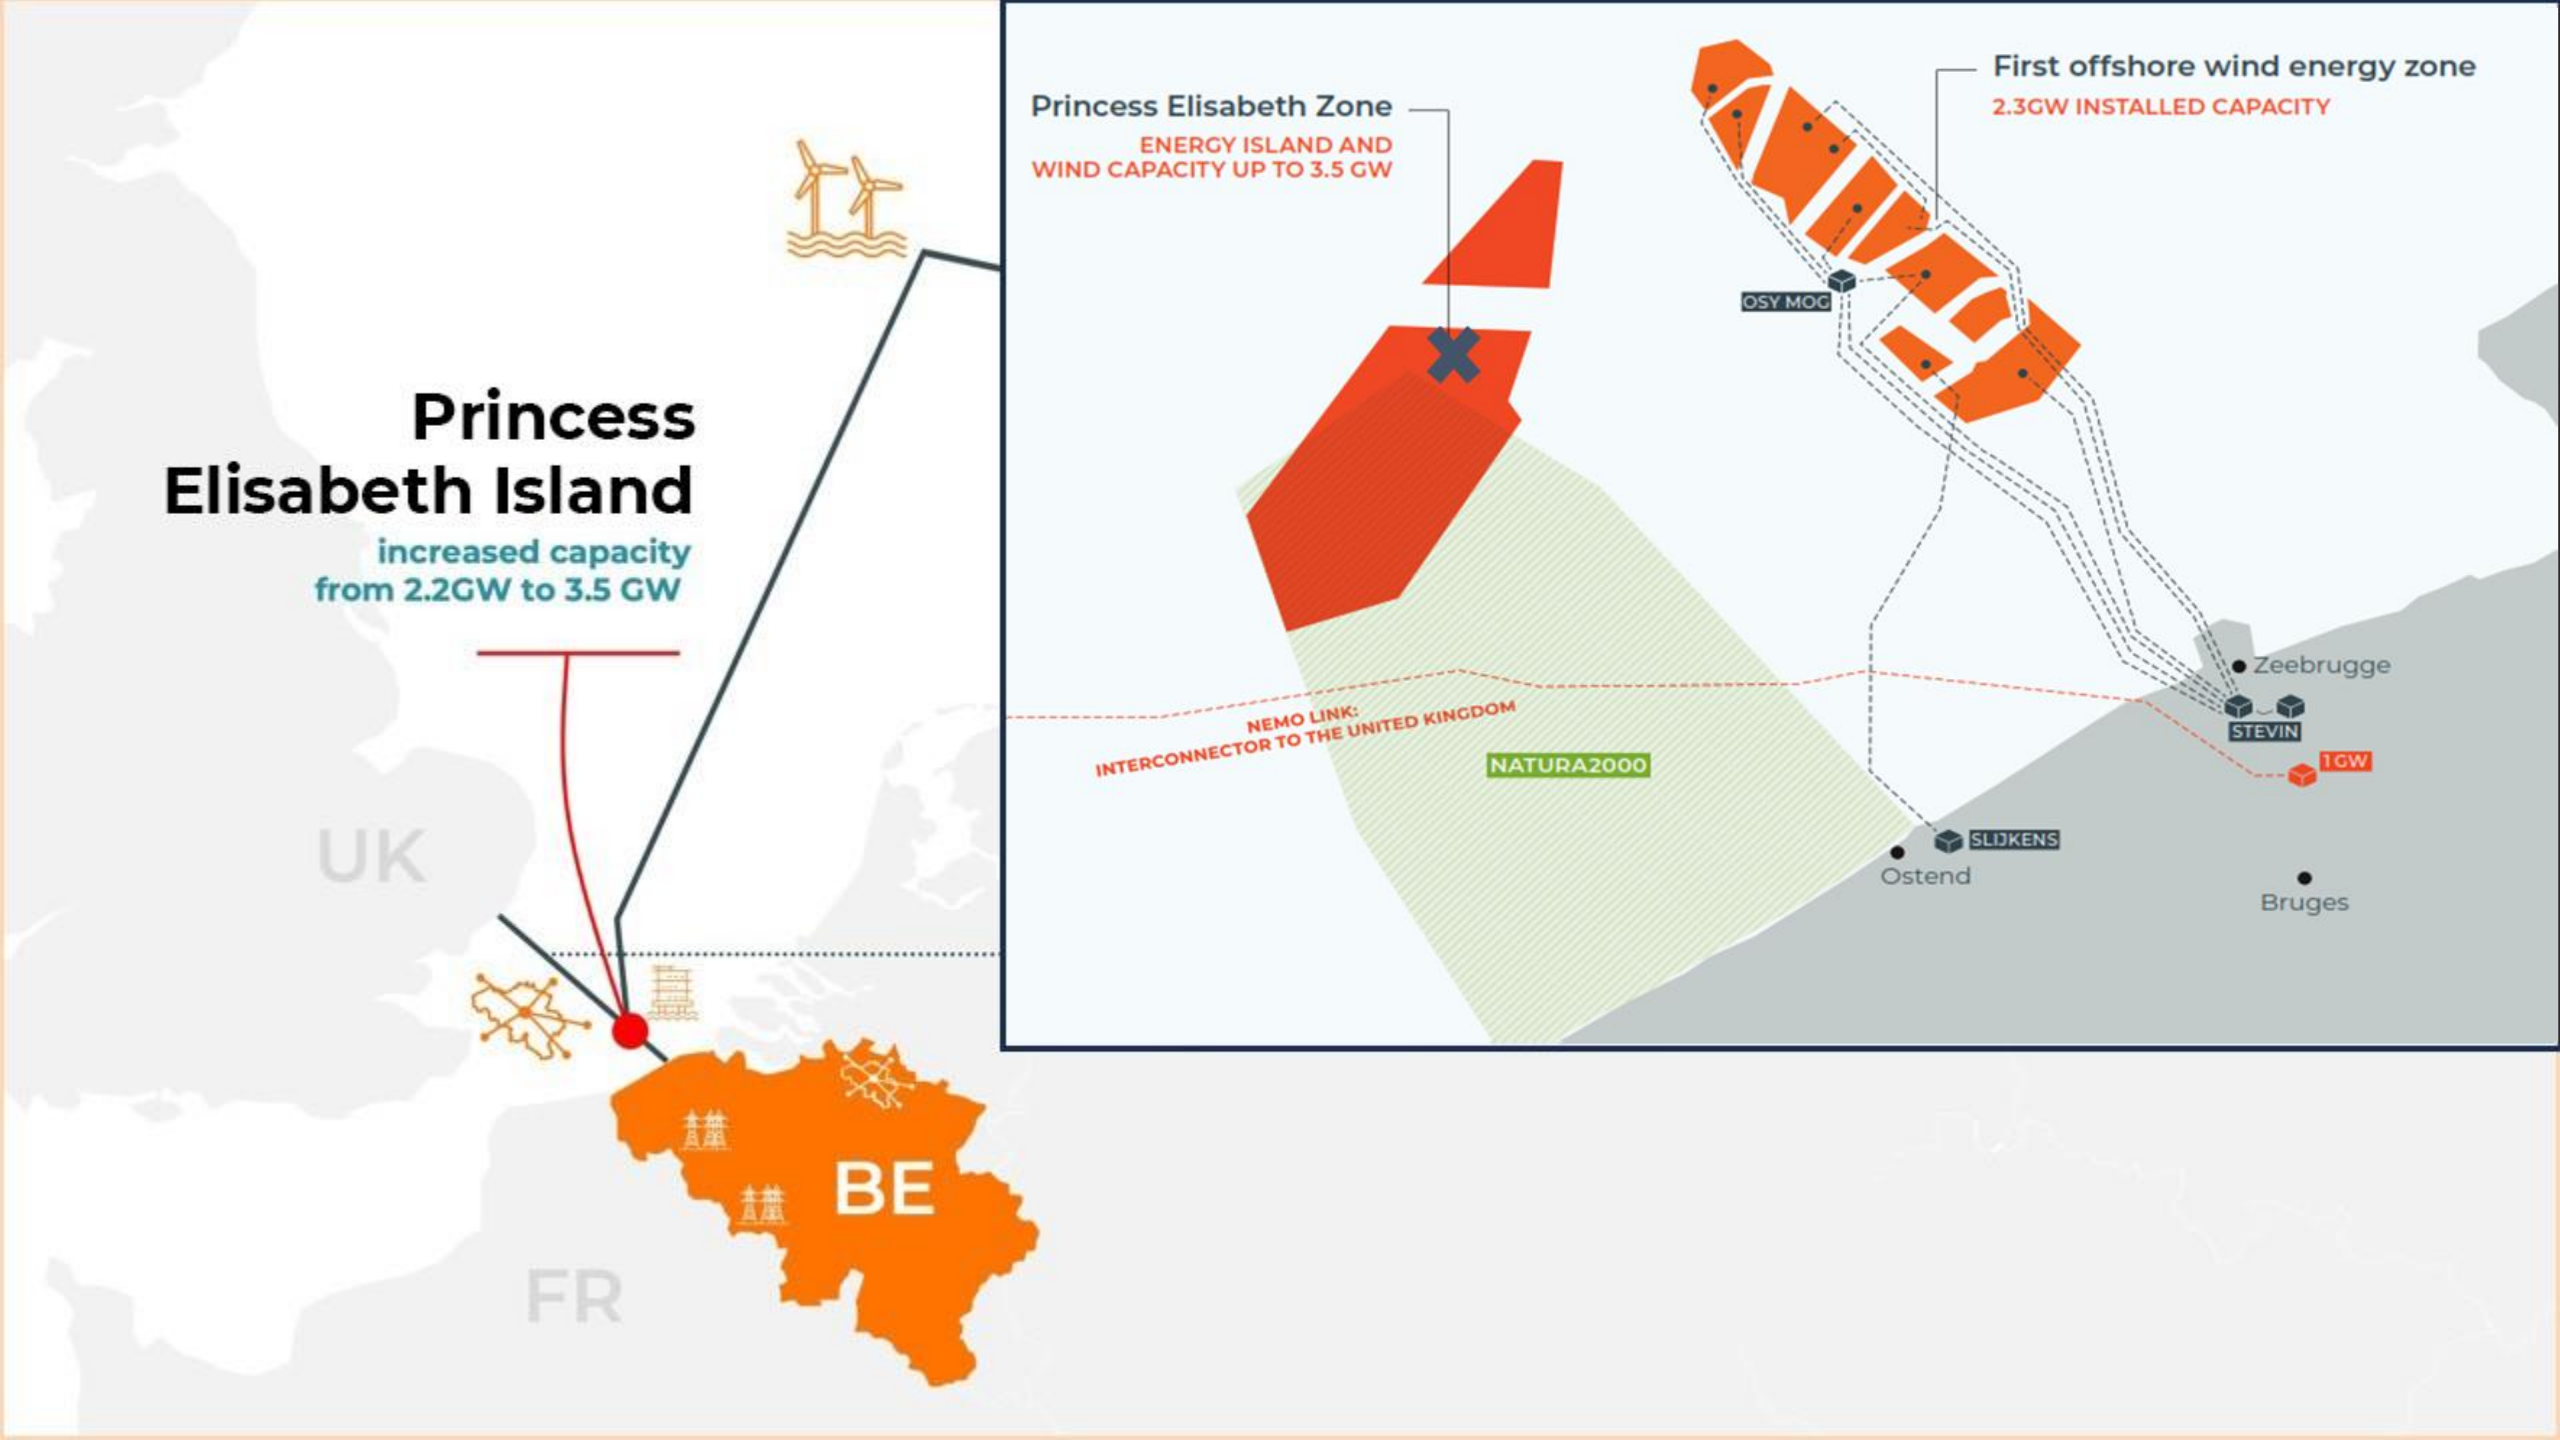 Princess
Elisabeth Island
increased capacity
from 2.2GW to 3.5 GW
UK
FR
BE
Princess Elisabeth Zone
ENERGY ISLAND AND
WIND CAPACITY UP TO 3.5 GW
First offshore wind energy zone
2.3GW INSTALLED CAPACITY
OSY MOG
Zeebrugge
STEVIN
1 GW
NEMO LINK:
INTERCONNECTOR TO THE UNITED KINGDOM
NATURA2000
SLIJKENS
Ostend
Bruges